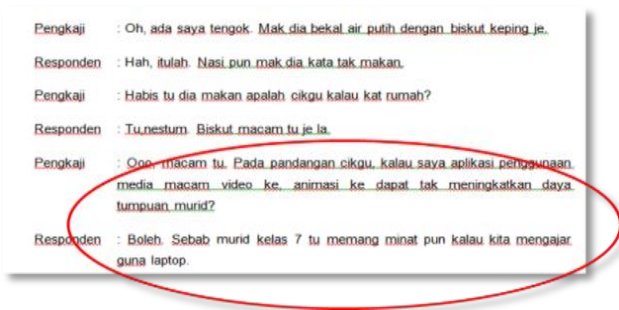 Pengkaji : Oh, ada saya tengok. Mak dia bekal air putih dengan biskut keping je.
Responden : Hah, itulah. Nasi pun mak dia kata tak makan.
Pengkaji : Habis tu dia makan apalah cikgu kalau kat rumah?
Responden : Tu,nestum. Biskut macam tu je la.
Pengkaji : Ooo, macam tu. Pada pandangan cikgu, kalau saya aplikasi penggunaan
media macam video ke, animasi ke dapat tak meningkatkan daya
tumpuan murid?
Responden : Boleh. Sebab murid kelas 7 tu memang minat pun kalau kita mengajar
guna laptop.